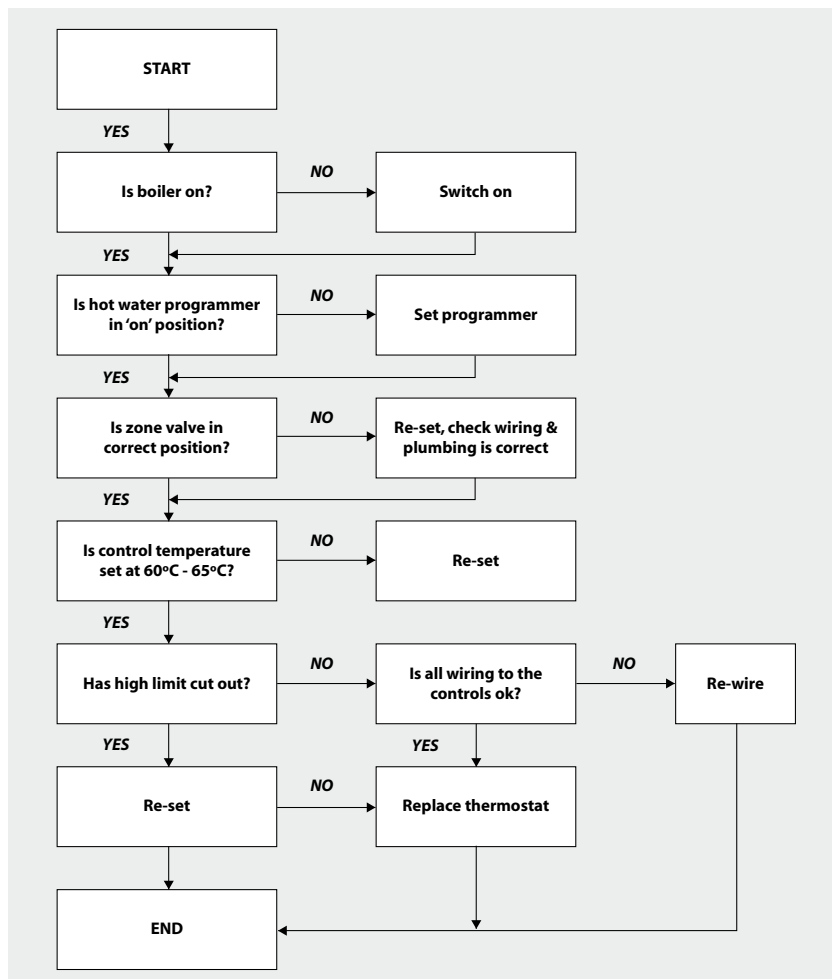 START
YES
Is boiler on?
NO
Switch on
YES
Is hot water programmer
in ‘on’ position?
NO
Set programmer
YES
Is zone valve in
correct position?
NO
Re-set, check wiring &
plumbing is correct
YES
Is control temperature
set at 60ºC - 65ºC?
NO
Re-set
YES
Has high limit cut out?
NO
Is all wiring to the
controls ok?
NO
Re-wire
YES
YES
Re-set
NO
Replace thermostat
END